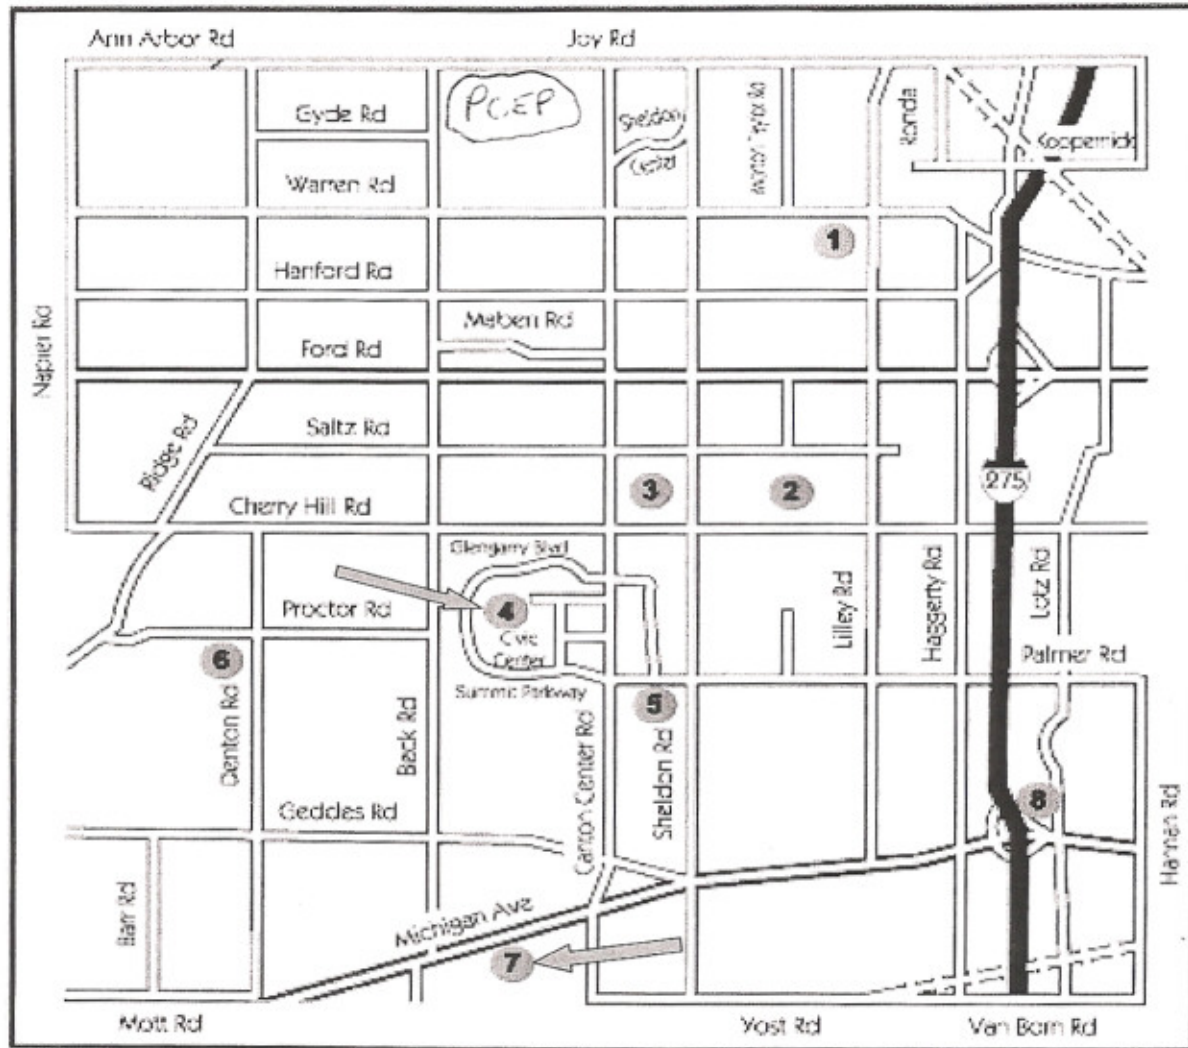 Ann Arbor Rd
Joy Rd
Gyde Rd
PCEP
Sheldon
Center
Morton Taylor Rd
Ronda
Koppernick
Warren Rd
1
Hanford Rd
Maben Rd
Ford Rd
Napier Rd
Ridge Rd
Saltz Rd
Cherry Hill Rd
3
2
275
Glengarry Blvd
Proctor Rd
4
Civic
Center
Summit Parkway
Lilley Rd
Haggerty Rd
Lotz Rd
Palmer Rd
6
5
Denton Rd
Beck Rd
Canton Center Rd
Sheldon Rd
Geddes Rd
8
Hannan Rd
Barr Rd
Michigan Ave
7
Mott Rd
Yost Rd
Van Born Rd